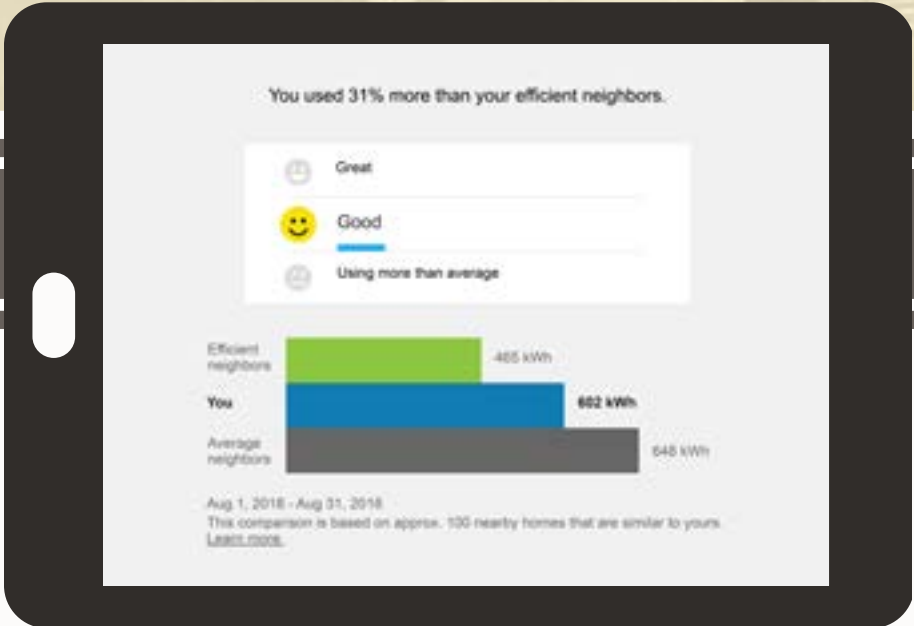 You used 31% more than your efficient neighbors.
Great
Good
Using more than average
Efficient
neighbors
465 kWh
You
602 kWh
Average
neighbors
648 kWh
Aug 1, 2018 - Aug 31, 2018
This comparison is based on approx. 100 nearby homes that are similar to yours.
Learn more.